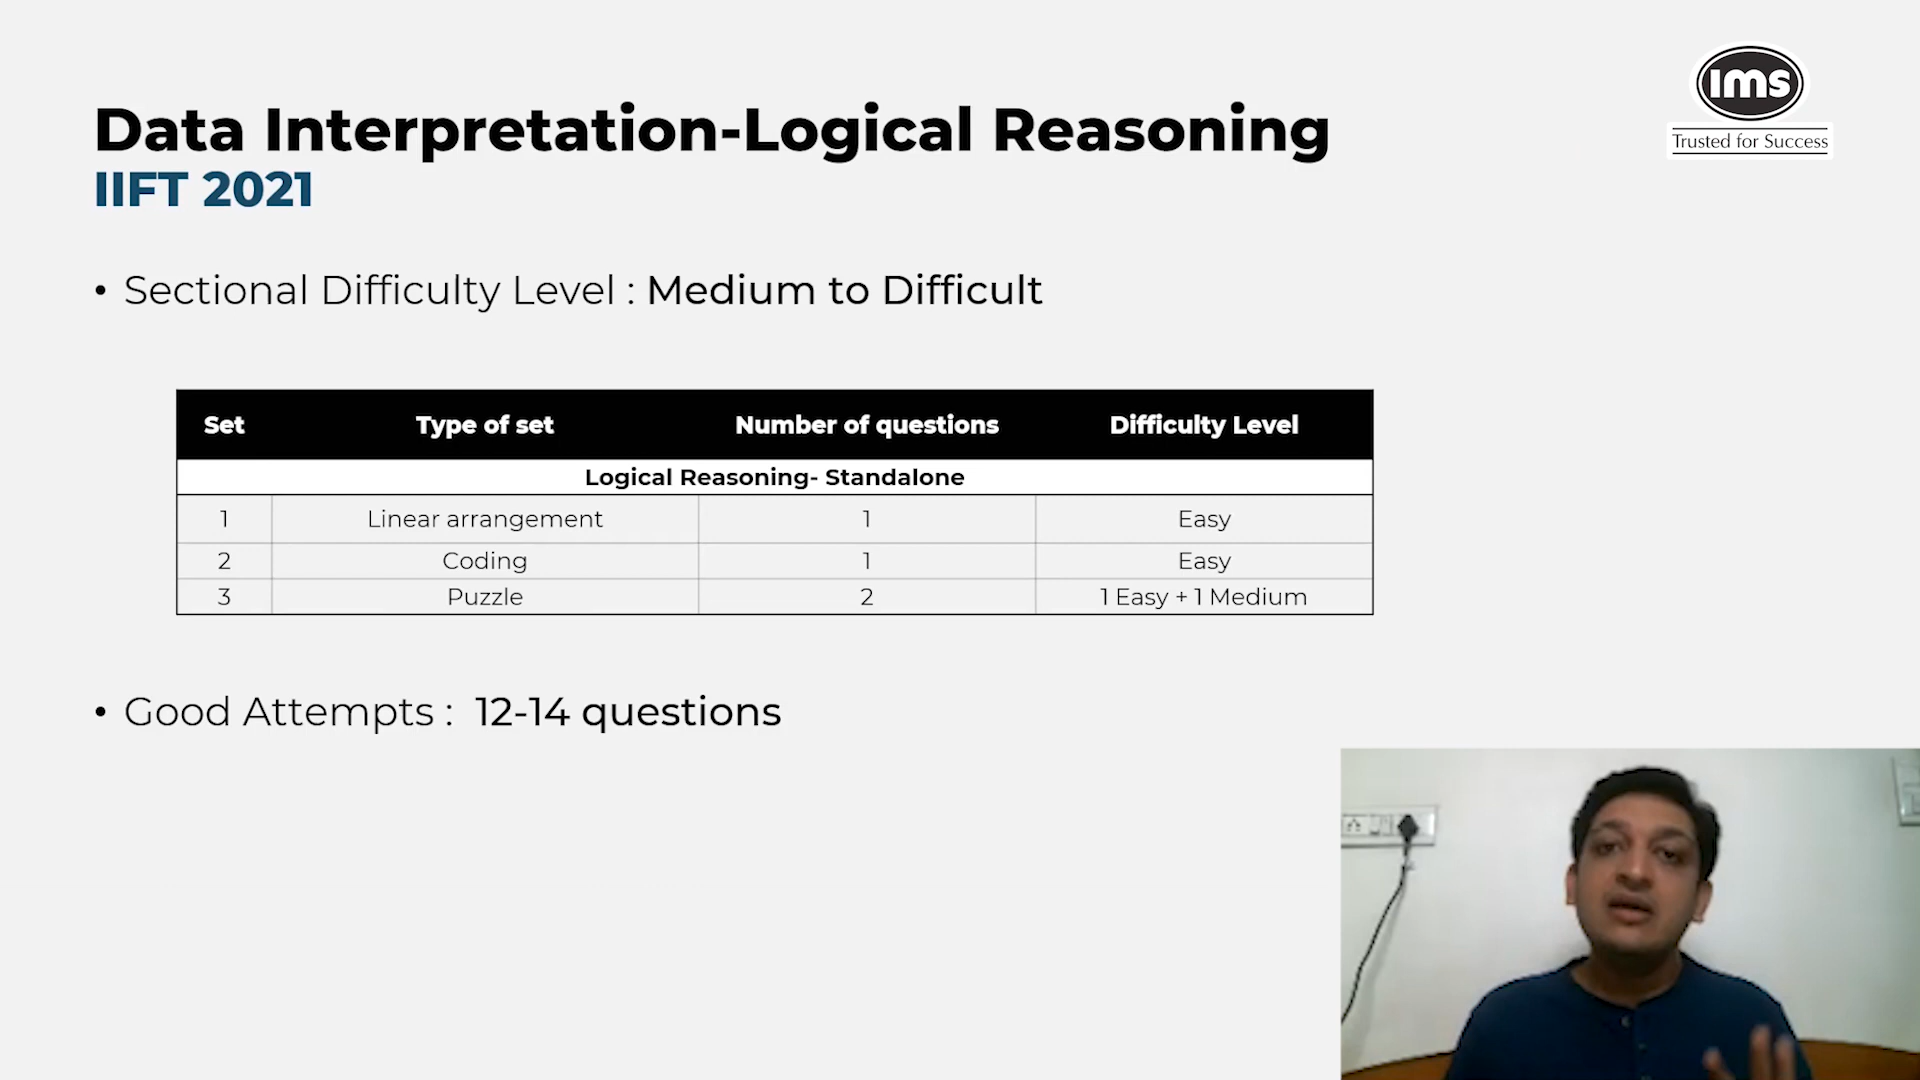 ims
Trusted for Success
Data Interpretation-Logical Reasoning
IIFT 2021
• Sectional Difficulty Level : Medium to Difficult
Set Type of set Number of questions Difficulty Level
Logical Reasoning- Standalone
1 Linear arrangement 1 Easy
2 Coding 1 Easy
3 Puzzle 2 1 Easy + 1 Medium
• Good Attempts : 12-14 questions